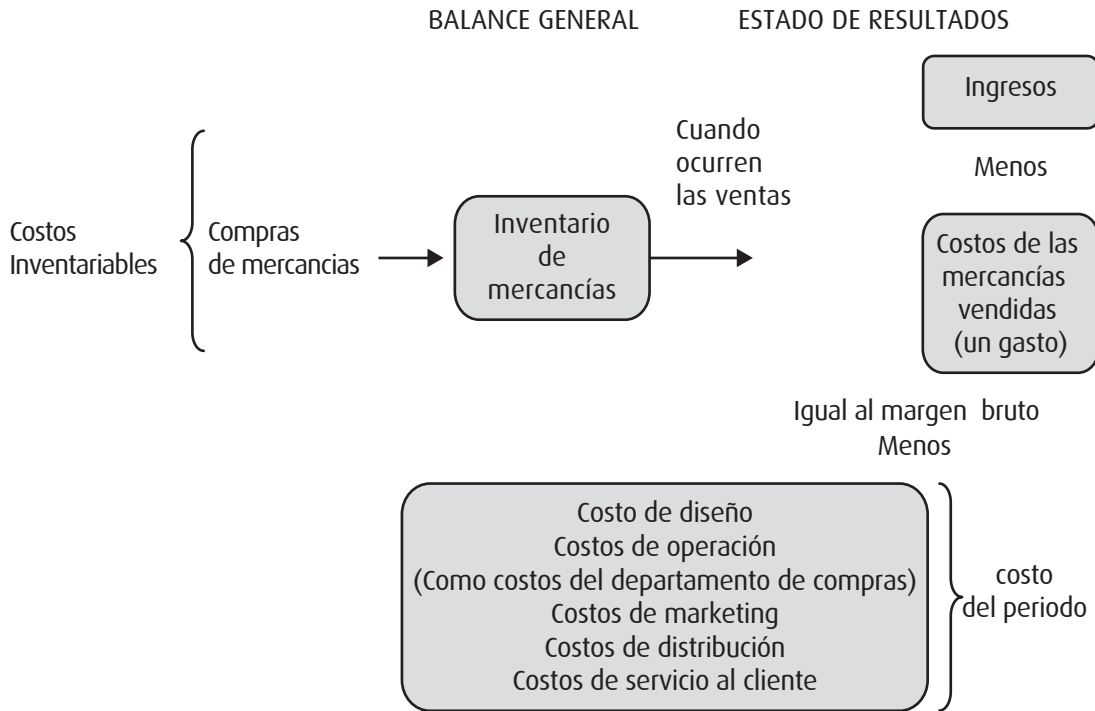 BALANCE GENERAL
ESTADO DE RESULTADOS
Ingresos
Menos
Cuando
ocurren
las ventas
Costos
Inventariables
Compras
de mercancias
Inventario
de
mercancías
Costos de las
mercancías
vendidas
(un gasto)
Igual al margen bruto
Menos
Costo de diseño
Costos de operación
(Como costos del departamento de compras)
Costos de marketing
Costos de distribución
Costos de servicio al cliente
costo
del periodo